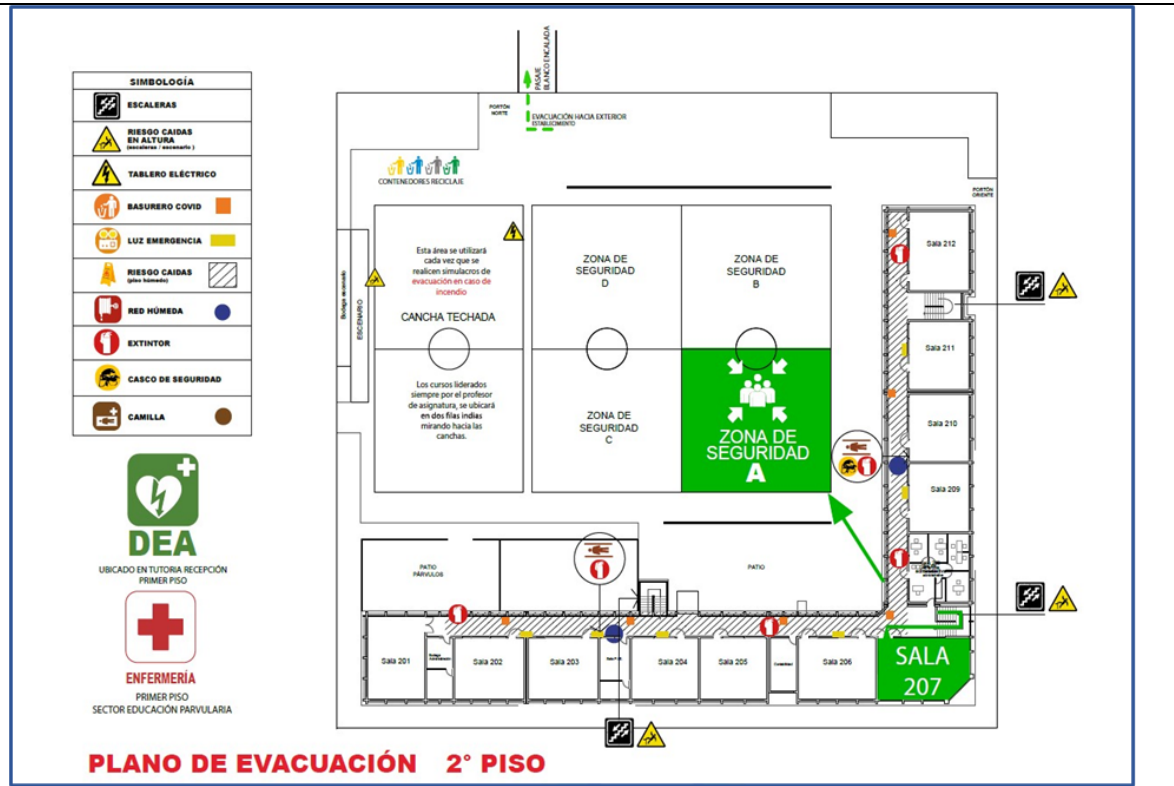 SIMBOLOGÍA
ESCALERAS
RIESGO CAIDAS
EN ALTURA
(escaleras / escenario )
TABLERO ELÉCTRICO
BASURERO COVID
LUZ EMERGENCIA
RIESGO CAIDAS
(piso húmedo)
RED HÚMEDA
EXTINTOR
CASCO DE SEGURIDAD
CAMILLA
DEA
UBICADO EN TUTORIA RECEPCIÓN
PRIMER PISO
ENFERMERÍA
PRIMER PISO
SECTOR EDUCACIÓN PARVULARIA
PLANO DE EVACUACIÓN 2° PISO
PASAJE
BLANCO ENCALADA
PORTÓN
NORTE
EVACUACIÓN HACIA EXTERIOR
ESTABLECIMIENTO
CONTENEDORES RECICLAJE
PORTÓN
ORIENTE
Bodega escenario
ESCENARIO
Esta área se utilizará
cada vez que se
realicen simulacros de
evacuación en caso de
incendio
CANCHA TECHADA
Los cursos liderados
siempre por el profesor
de asignatura, se ubicará
en dos filas indias
mirando hacia las
canchas.
ZONA DE
SEGURIDAD
D
ZONA DE
SEGURIDAD
B
ZONA DE
SEGURIDAD
C
ZONA DE
SEGURIDAD
A
Sala 212
Sala 211
Sala 210
Sala 209
PATIO
PÁRVULOS
PATIO
Sala 201
Sala 202
Sala 203
Sala 204
Sala 205
Sala 206
SALA
207